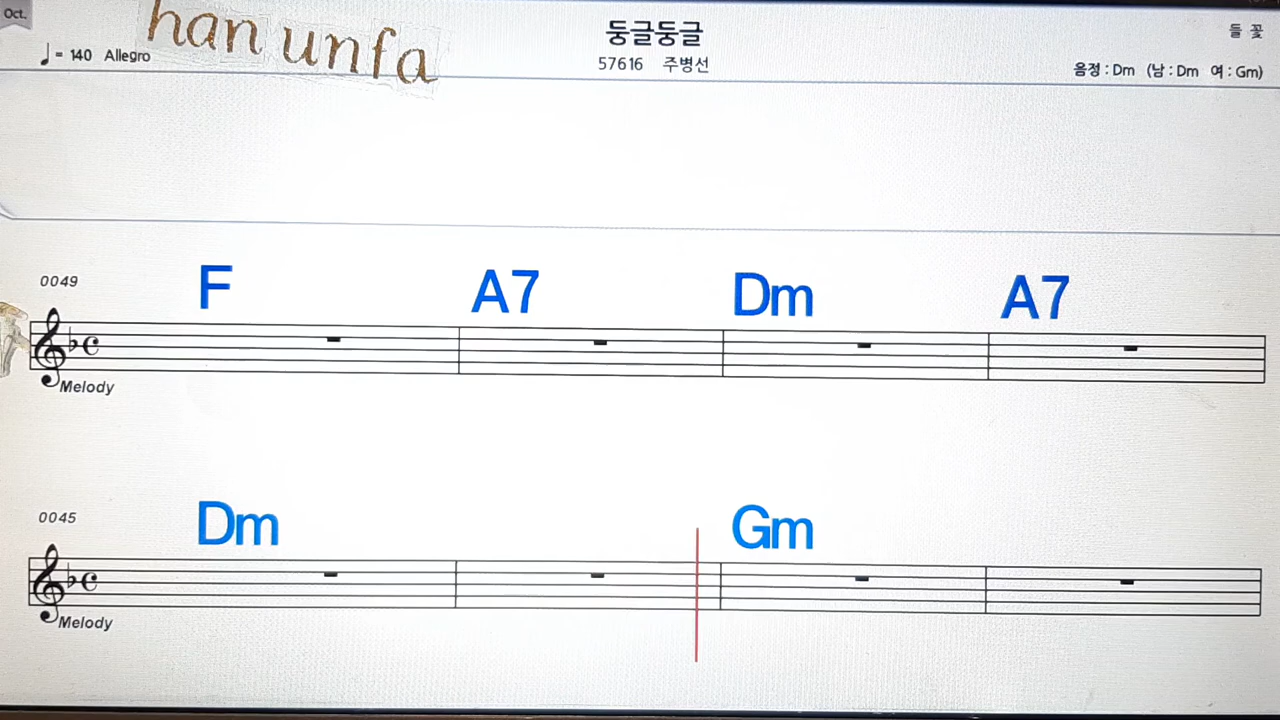 Oct.
han unfa
둥글둥글
들 꽃
♩= 140 Allegro
57616 주병선
음정 : Dm (남 : Dm 여 : Gm)
0049
F A7 Dm A7
Melody
0045
Dm Gm
Melody